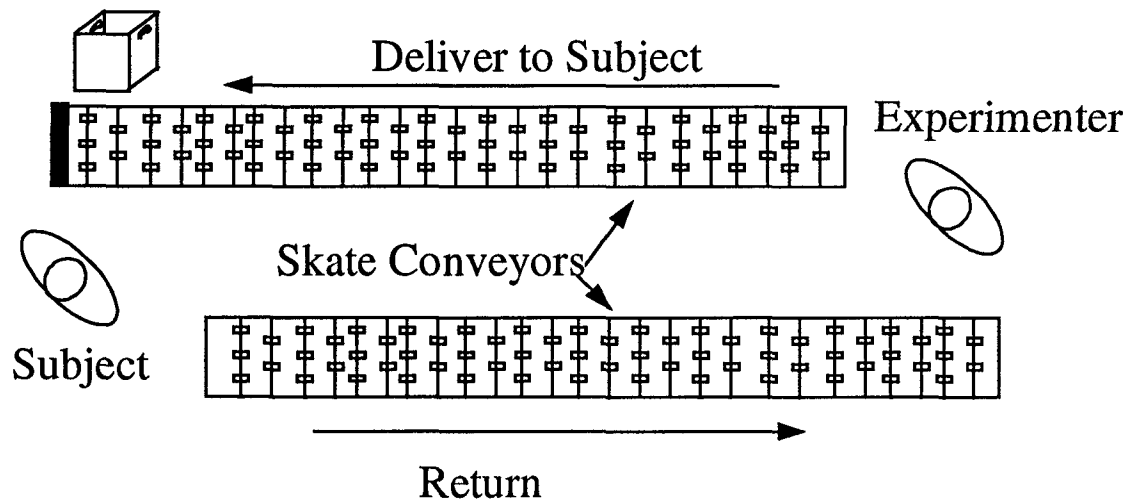 Deliver to Subject
Experimenter
Skate Conveyors
Subject
Return